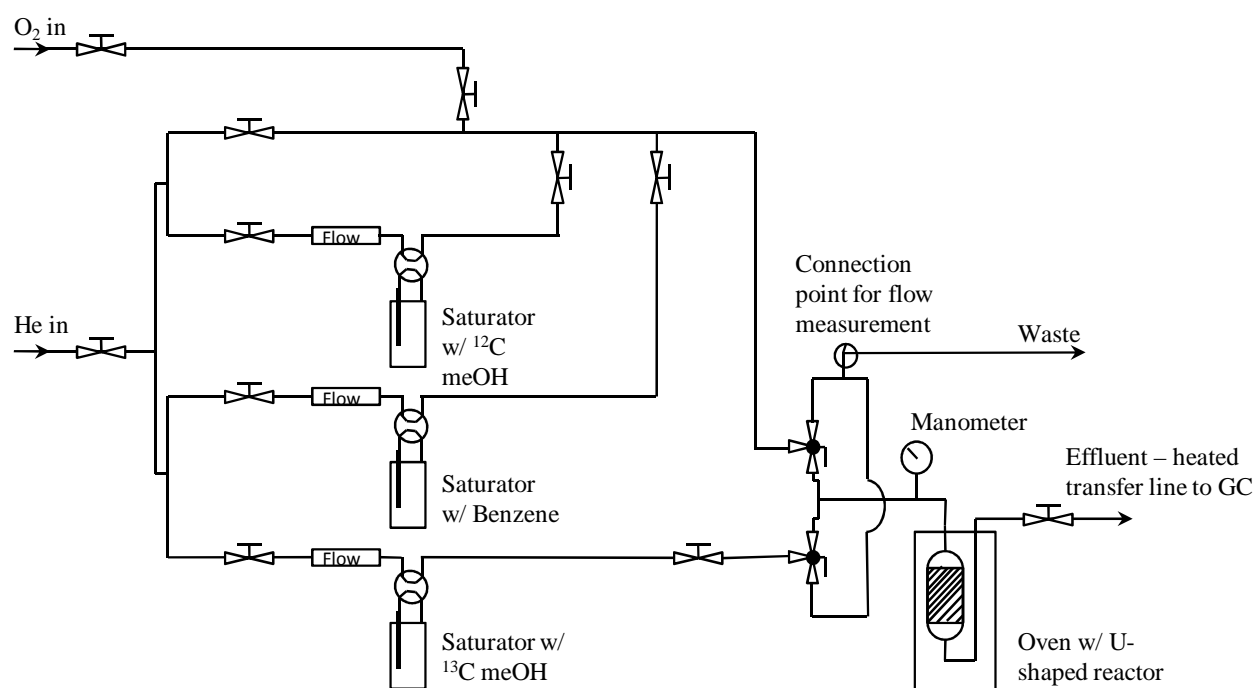 O₂ in
Flow
Saturator
w/ ¹²C
meOH
He in
Flow
Saturator
w/ Benzene
Flow
Saturator w/
¹³C meOH
Connection
point for flow
measurement
Waste
Manometer
Effluent – heated
transfer line to GC
Oven w/ U-
shaped reactor